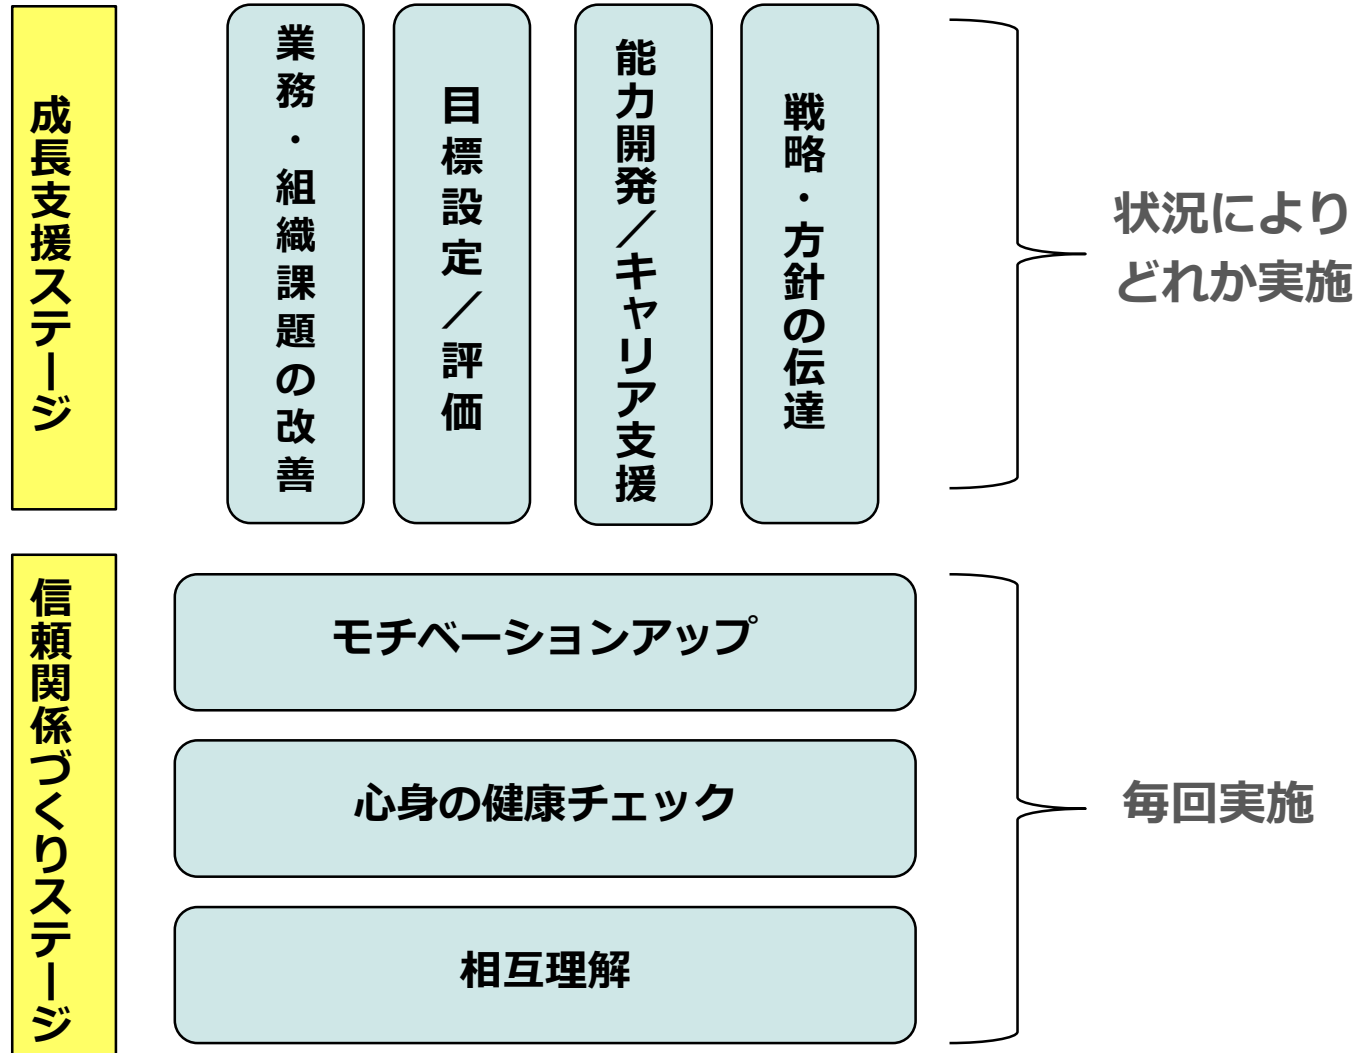 成長支援ステージ
業務・組織課題の改善
目標設定／評価
能力開発／キャリア支援
戦略・方針の伝達
状況により
どれか実施
信頼関係づくりステージ
モチベーションアップ
心身の健康チェック
相互理解
毎回実施